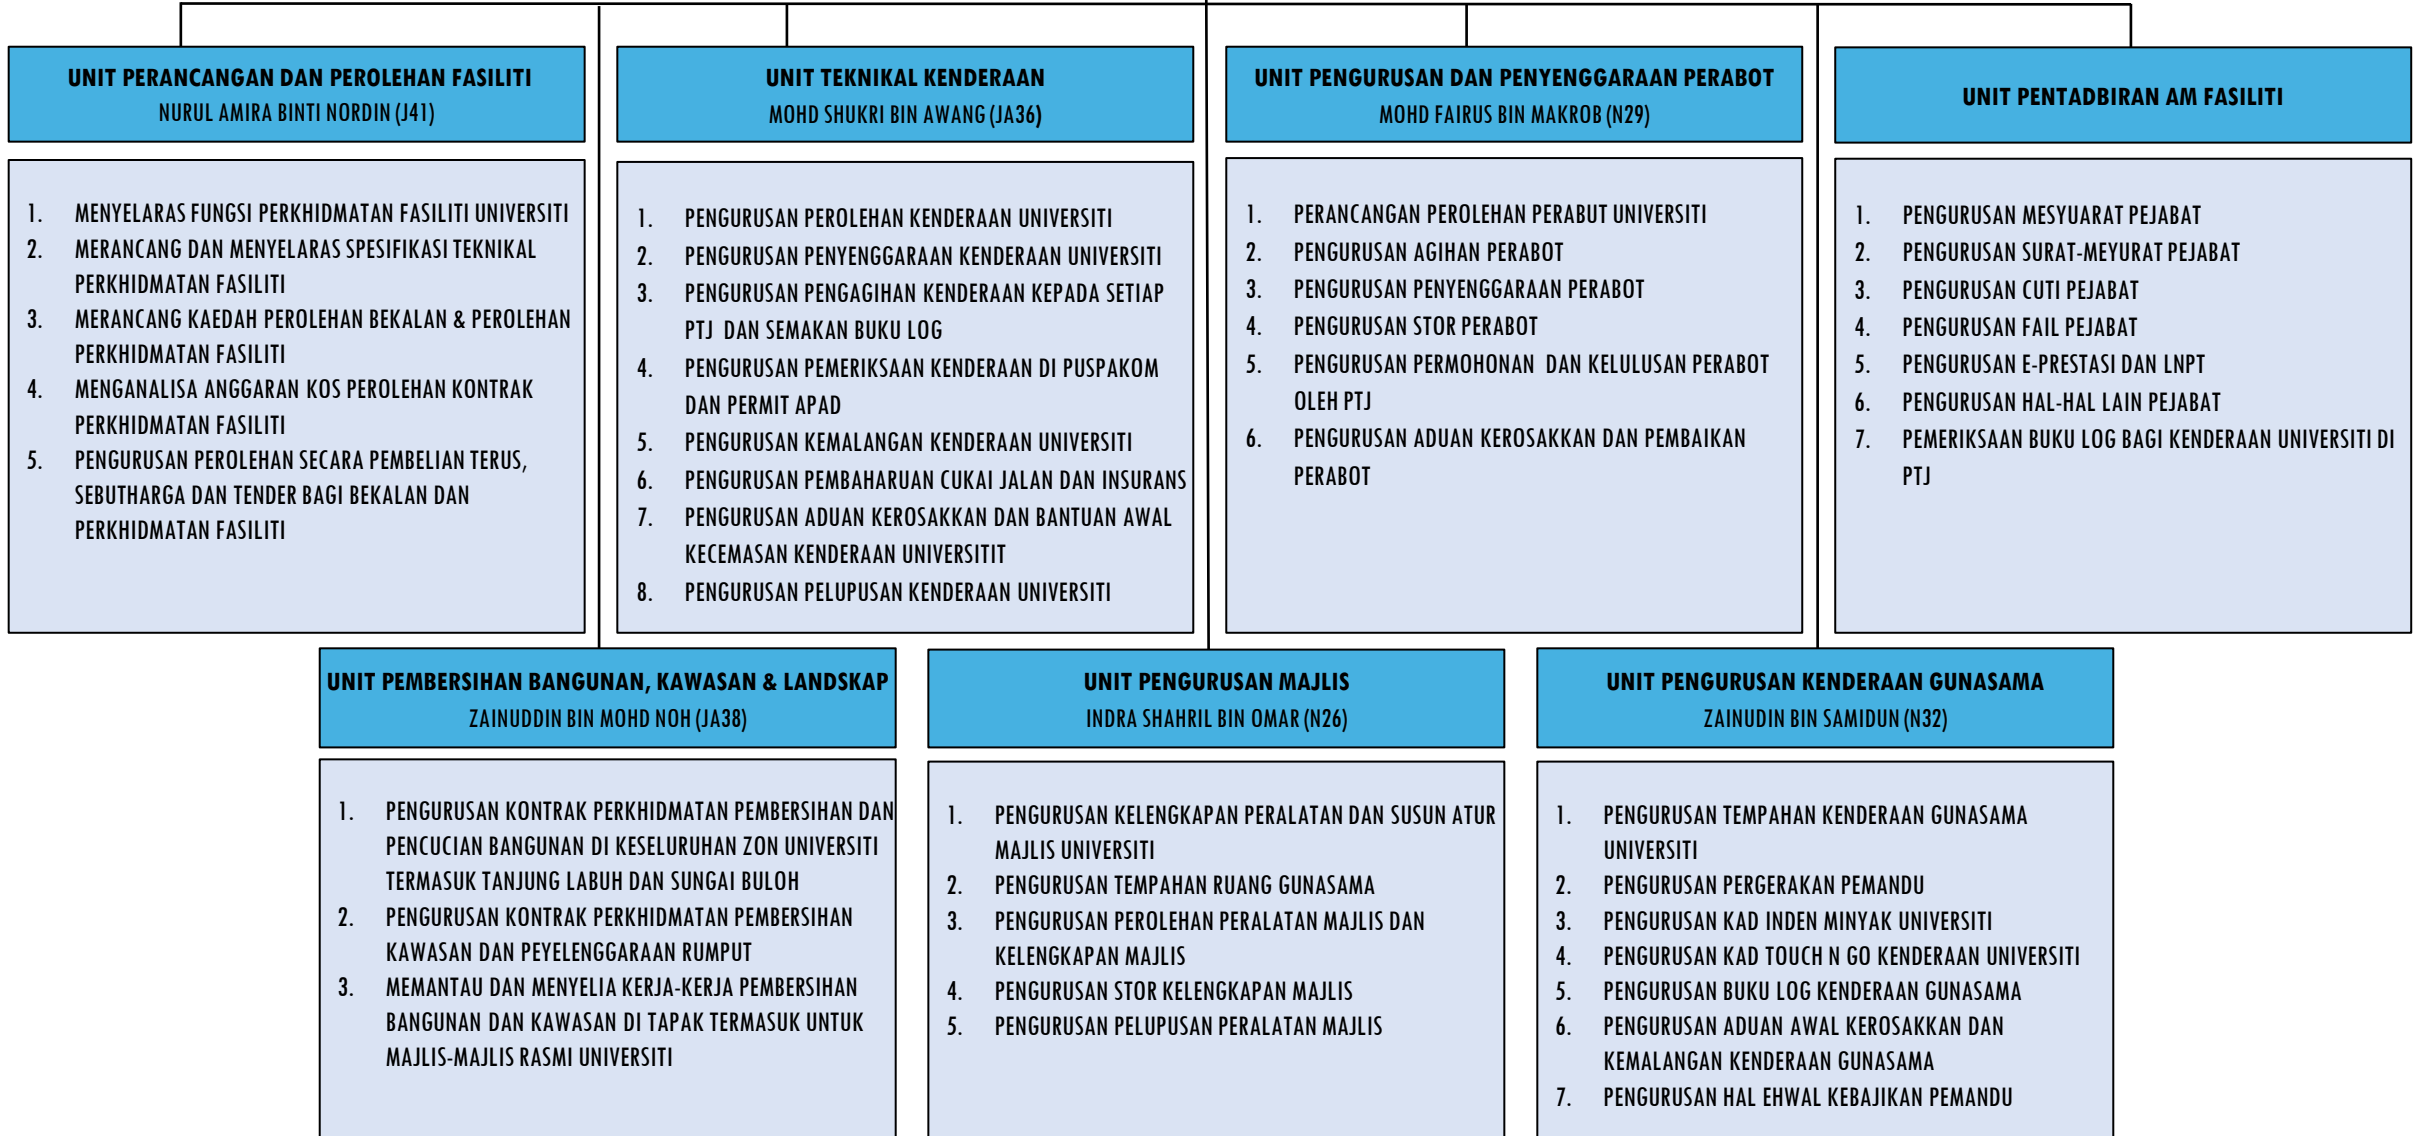 UNIT PERANCANGAN DAN PEROLEHAN FASILITI
NURUL AMIRA BINTI NORDIN (J41)
1. MENYELARAS FUNGSI PERKHIDMATAN FASILITI UNIVERSITI
2. MERANCANG DAN MENYELARAS SPESIFIKASI TEKNIKAL
PERKHIDMATAN FASILITI
3. MERANCANG KAEDAH PEROLEHAN BEKALAN & PEROLEHAN
PERKHIDMATAN FASILITI
4. MENGANALISA ANGGARAN KOS PEROLEHAN KONTRAK
PERKHIDMATAN FASILITI
5. PENGURUSAN PEROLEHAN SECARA PEMBELIAN TERUS,
SEBUTHARGA DAN TENDER BAGI BEKALAN DAN
PERKHIDMATAN FASILITI
UNIT TEKNIKAL KENDERAAN
MOHD SHUKRI BIN AWANG (JA36)
1. PENGURUSAN PEROLEHAN KENDERAAN UNIVERSITI
2. PENGURUSAN PENYENGGARAAN KENDERAAN UNIVERSITI
3. PENGURUSAN PENGAGIHAN KENDERAAN KEPADA SETIAP
PTJ DAN SEMAKAN BUKU LOG
4. PENGURUSAN PEMERIKSAAN KENDERAAN DI PUSPAKOM
DAN PERMIT APAD
5. PENGURUSAN KEMALANGAN KENDERAAN UNIVERSITI
6. PENGURUSAN PEMBAHARUAN CUKAI JALAN DAN INSURANS
7. PENGURUSAN ADUAN KEROSAKKAN DAN BANTUAN AWAL
KECEMASAN KENDERAAN UNIVERSITIT
8. PENGURUSAN PELUPUSAN KENDERAAN UNIVERSITI
UNIT PENGURUSAN DAN PENYENGGARAAN PERABOT
MOHD FAIRUS BIN MAKROB (N29)
1. PERANCANGAN PEROLEHAN PERABUT UNIVERSITI
2. PENGURUSAN AGIHAN PERABOT
3. PENGURUSAN PENYENGGARAAN PERABOT
4. PENGURUSAN STOR PERABOT
5. PENGURUSAN PERMOHONAN DAN KELULUSAN PERABOT
OLEH PTJ
6. PENGURUSAN ADUAN KEROSAKKAN DAN PEMBAIKAN
PERABOT
UNIT PENTADBIRAN AM FASILITI
1. PENGURUSAN MESYUARAT PEJABAT
2. PENGURUSAN SURAT-MEYURAT PEJABAT
3. PENGURUSAN CUTI PEJABAT
4. PENGURUSAN FAIL PEJABAT
5. PENGURUSAN E-PRESTASI DAN LNPT
6. PENGURUSAN HAL-HAL LAIN PEJABAT
7. PEMERIKSAAN BUKU LOG BAGI KENDERAAN UNIVERSITI DI
PTJ
UNIT PEMBERSIHAN BANGUNAN, KAWASAN & LANDSKAP
ZAINUDDIN BIN MOHD NOH (JA38)
1. PENGURUSAN KONTRAK PERKHIDMATAN PEMBERSIHAN DAN
PENCUCIAN BANGUNAN DI KESELURUHAN ZON UNIVERSITI
TERMASUK TANJUNG LABUH DAN SUNGAI BULOH
2. PENGURUSAN KONTRAK PERKHIDMATAN PEMBERSIHAN
KAWASAN DAN PEYELENGGARAAN RUMPUT
3. MEMANTAU DAN MENYELIA KERJA-KERJA PEMBERSIHAN
BANGUNAN DAN KAWASAN DI TAPAK TERMASUK UNTUK
MAJLIS-MAJLIS RASMI UNIVERSITI
UNIT PENGURUSAN MAJLIS
INDRA SHAHRIL BIN OMAR (N26)
1. PENGURUSAN KELENGKAPAN PERALATAN DAN SUSUN ATUR
MAJLIS UNIVERSITI
2. PENGURUSAN TEMPAHAN RUANG GUNASAMA
3. PENGURUSAN PEROLEHAN PERALATAN MAJLIS DAN
KELENGKAPAN MAJLIS
4. PENGURUSAN STOR KELENGKAPAN MAJLIS
5. PENGURUSAN PELUPUSAN PERALATAN MAJLIS
UNIT PENGURUSAN KENDERAAN GUNASAMA
ZAINUDIN BIN SAMIDUN (N32)
1. PENGURUSAN TEMPAHAN KENDERAAN GUNASAMA
UNIVERSITI
2. PENGURUSAN PERGERAKAN PEMANDU
3. PENGURUSAN KAD INDEN MINYAK UNIVERSITI
4. PENGURUSAN KAD TOUCH N GO KENDERAAN UNIVERSITI
5. PENGURUSAN BUKU LOG KENDERAAN GUNASAMA
6. PENGURUSAN ADUAN AWAL KEROSAKKAN DAN
KEMALANGAN KENDERAAN GUNASAMA
7. PENGURUSAN HAL EHWAL KEBAJIKAN PEMANDU